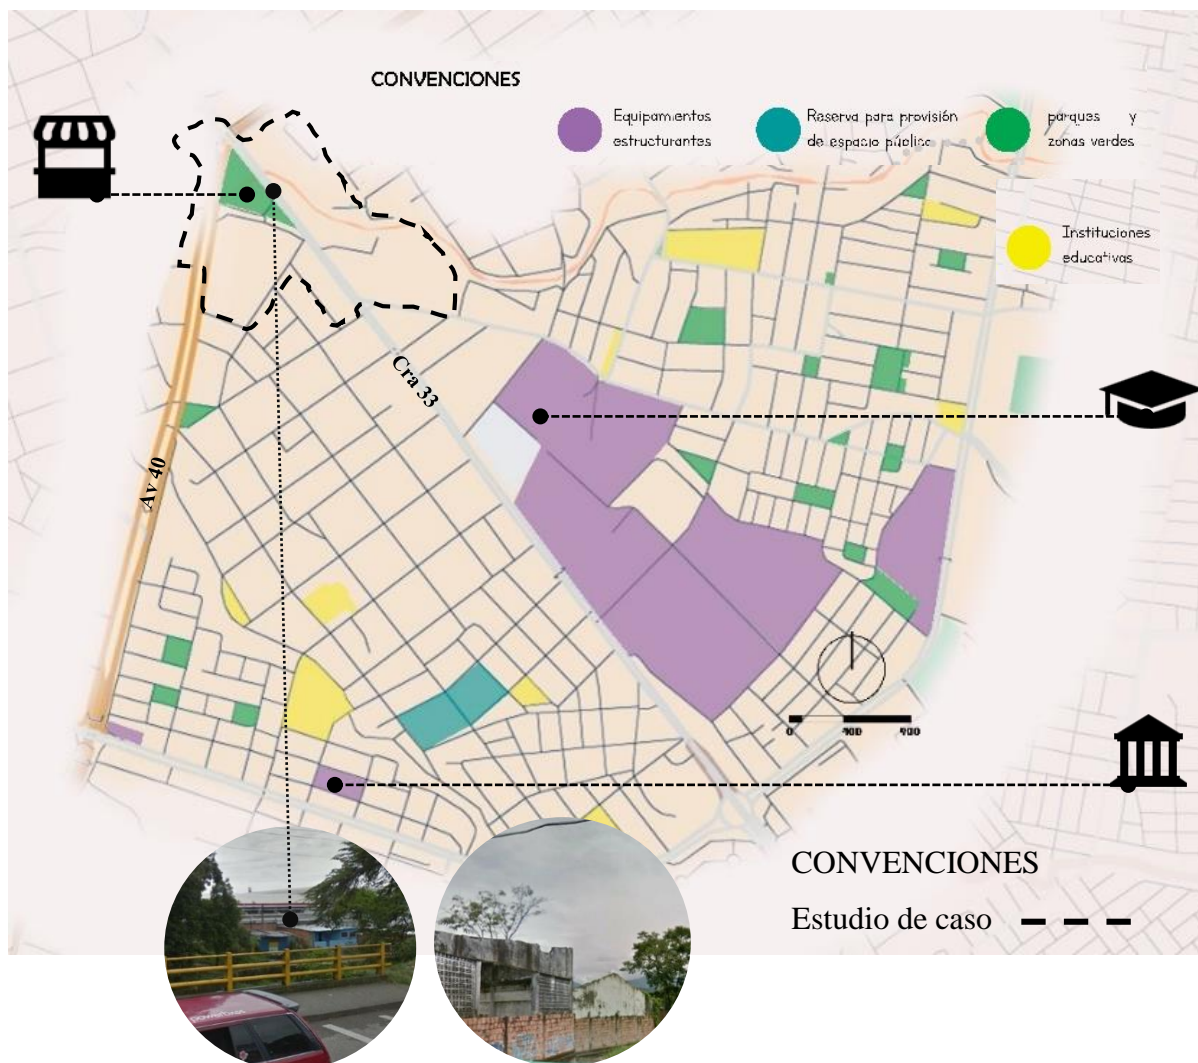 CONVENCIONES
Equipamientos
estructurantes
Reserva para provisión
de espacio público
parques y
zonas verdes
Instituciones
educativas
Cra 33
Av 40
0
CONVENCIONES
Estudio de caso